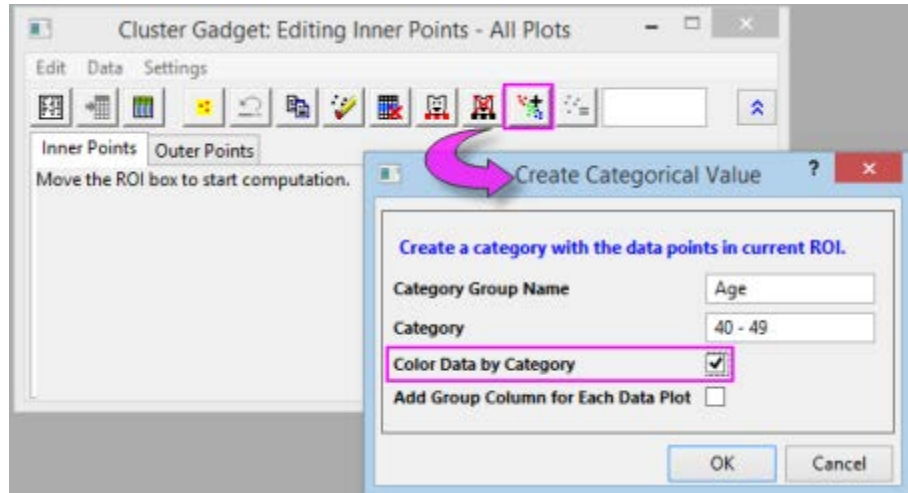 Cluster Gadget: Editing Inner Points - All Plots
Edit Data Settings
Inner Points Outer Points
Move the ROI box to start computation.
Create Categorical Value ?
Create a category with the data points in current ROI.
Category Group Name Age
Category 40 - 49
Color Data by Category
Add Group Column for Each Data Plot
OK Cancel